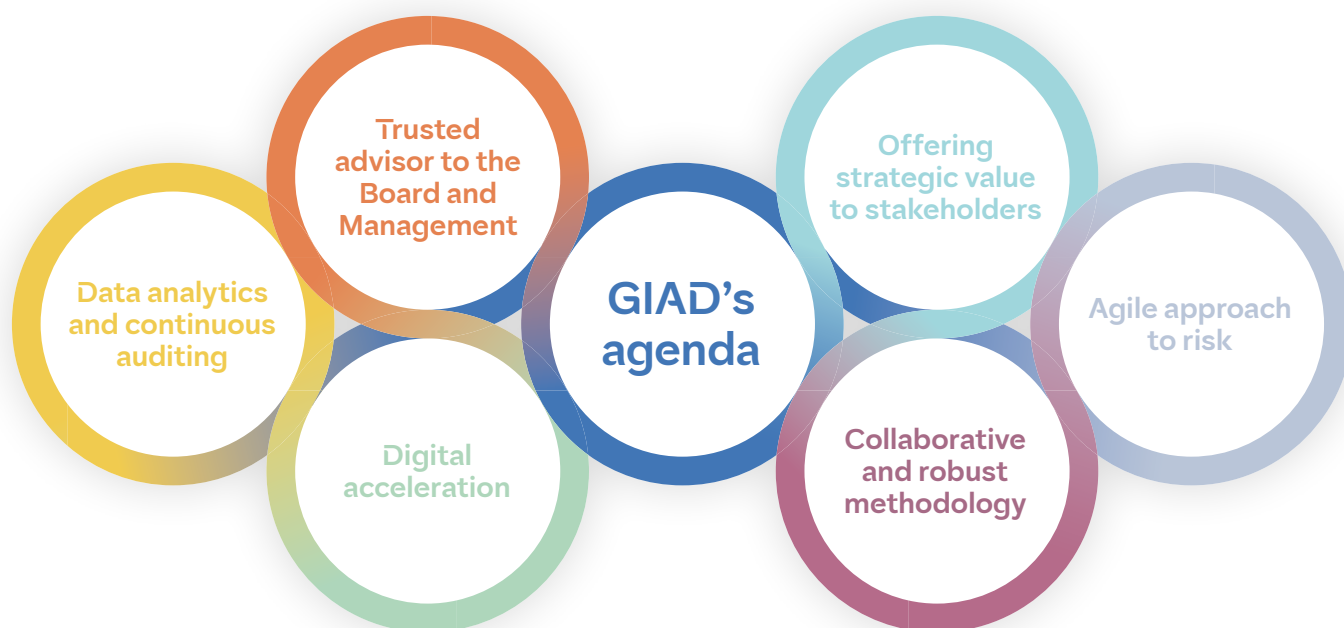 Trusted
advisor to the
Board and
Management
Offering
strategic value
to stakeholders
Data analytics
and continuous
auditing
GIAD’s
agenda
Agile approach
to risk
Digital
acceleration
Collaborative
and robust
methodology